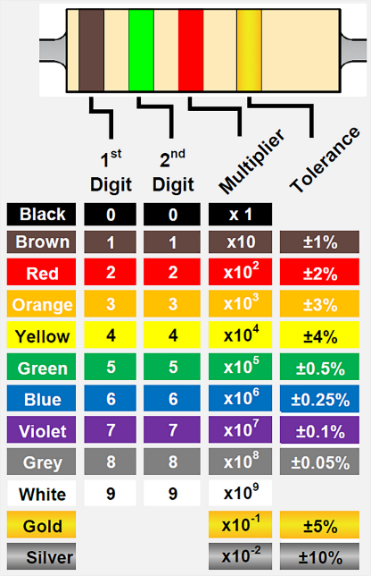 1st Digit 2nd Digit Multiplier Tolerance
Black 0 0 x 1
Brown 1 1 x10 ±1%
Red 2 2 x10² ±2%
Orange 3 3 x10³ ±3%
Yellow 4 4 x10⁴ ±4%
Green 5 5 x10⁵ ±0.5%
Blue 6 6 x10⁶ ±0.25%
Violet 7 7 x10⁷ ±0.1%
Grey 8 8 x10⁸ ±0.05%
White 9 9 x10⁹
Gold x10⁻¹ ±5%
Silver x10⁻² ±10%